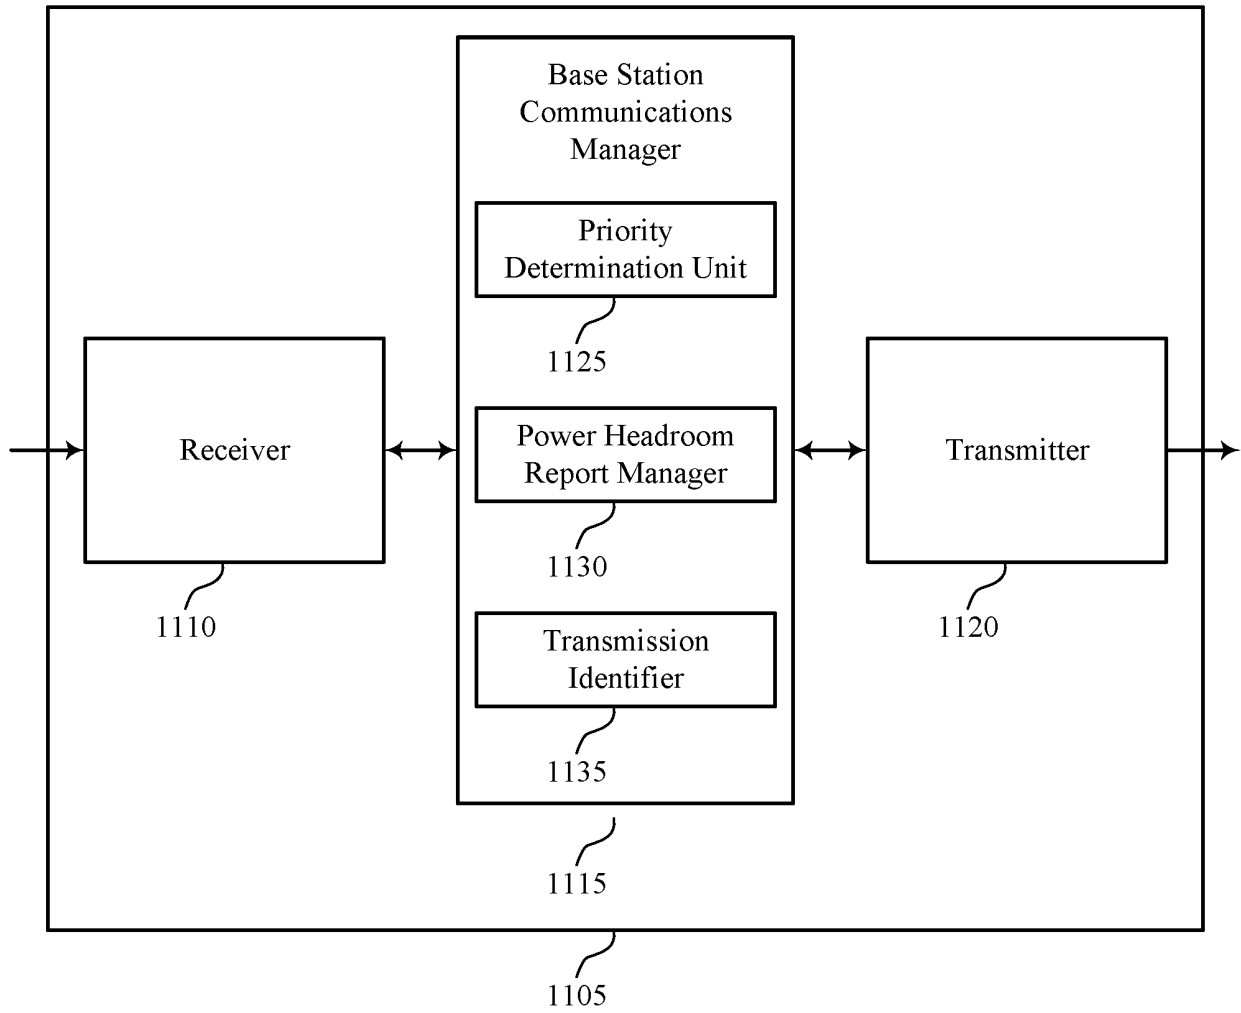 Base Station
Communications
Manager
Priority
Determination Unit
1125
Receiver
1110
Power Headroom
Report Manager
1130
Transmitter
1120
Transmission
Identifier
1135
1115
1105